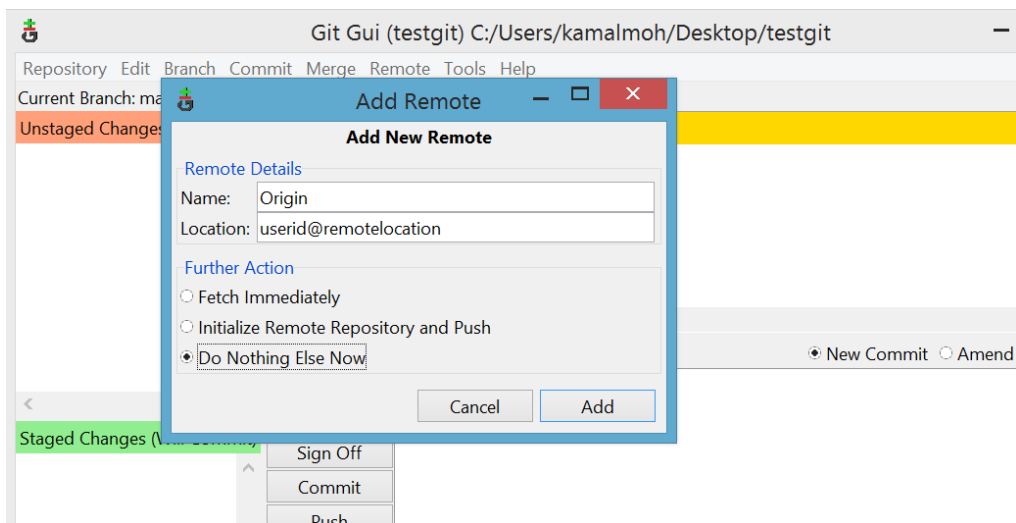 Git Gui (testgit) C:/Users/kamalmoh/Desktop/testgit
Repository Edit Branch Commit Merge Remote Tools Help
Current Branch:
Add Remote
Unstaged Changes
Add New Remote
Remote Details
Name: Origin
Location: userid@remotelocation
Further Action
Fetch Immediately
Initialize Remote Repository and Push
Do Nothing Else Now
New Commit Amend
Cancel Add
Staged Changes
Sign Off
Commit
Push